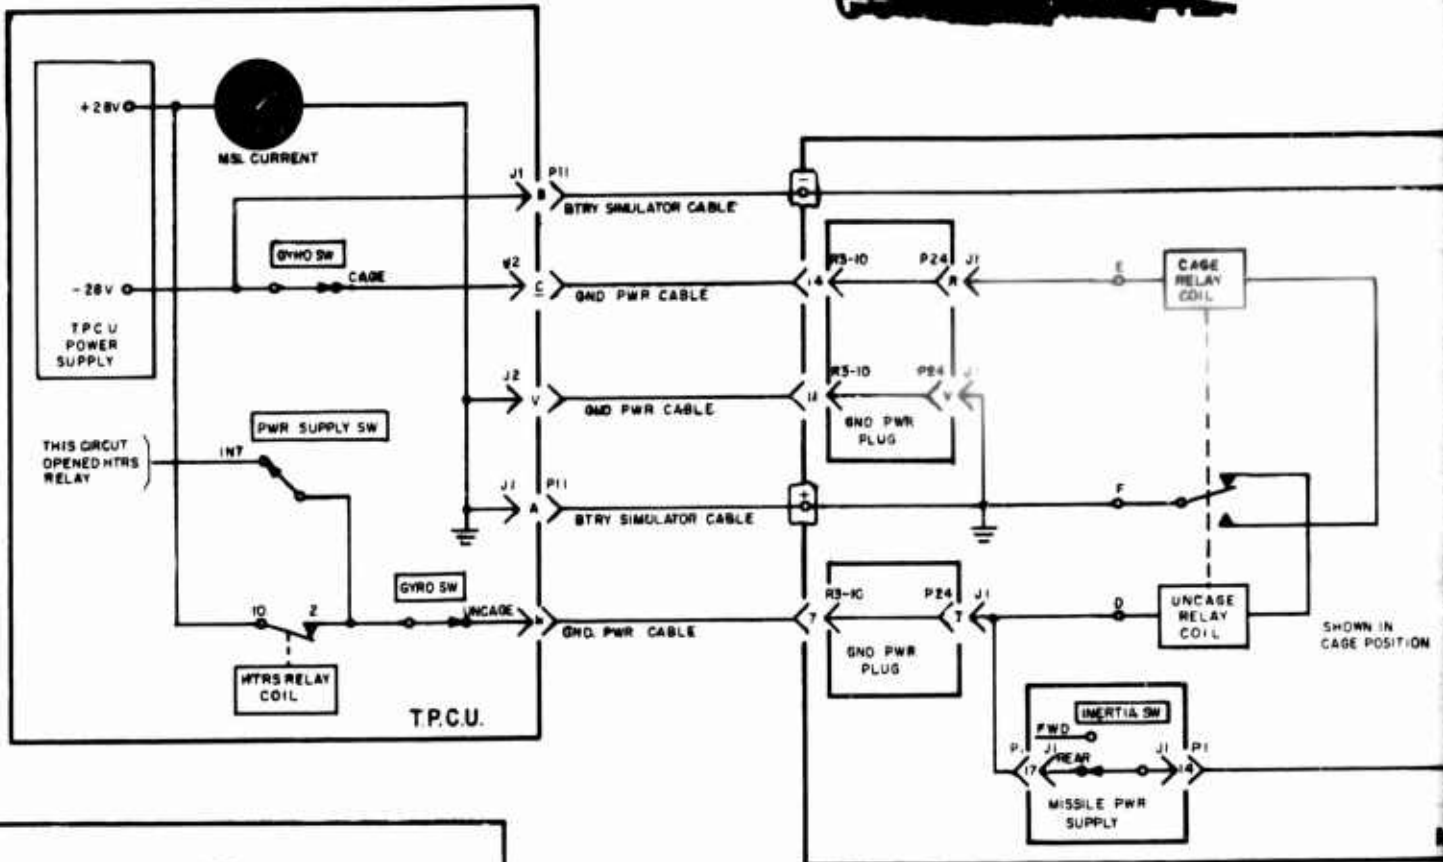 +28V
MSL CURRENT
J1 P11
B
BTRY SIMULATOR CABLE
−
GYRO SW
CAGE
J2
C
GND PWR CABLE
14
R3-10
P24 J1
R
E
CAGE
RELAY
COIL
-28V
T.P.C.U
POWER
SUPPLY
J2
V
GND PWR CABLE
11
R3-10
P24 J
V
GND PWR
PLUG
PWR SUPPLY SW
THIS CIRCUT
OPENED HTRS
RELAY
INT
J1 P11
A
BTRY SIMULATOR CABLE
+
F
GYRO SW
UNCAGE
10
2
GND. PWR CABLE
7
R3-10
P24 J1
T
D
UNCAGE
RELAY
COIL
SHOWN IN
CAGE POSITION
GND PWR
PLUG
HTRS RELAY
COIL
T.P.C.U.
INERTIA SW
FWD
P. J1
17
REAR
J1 P1
14
MISSILE PWR
SUPPLY